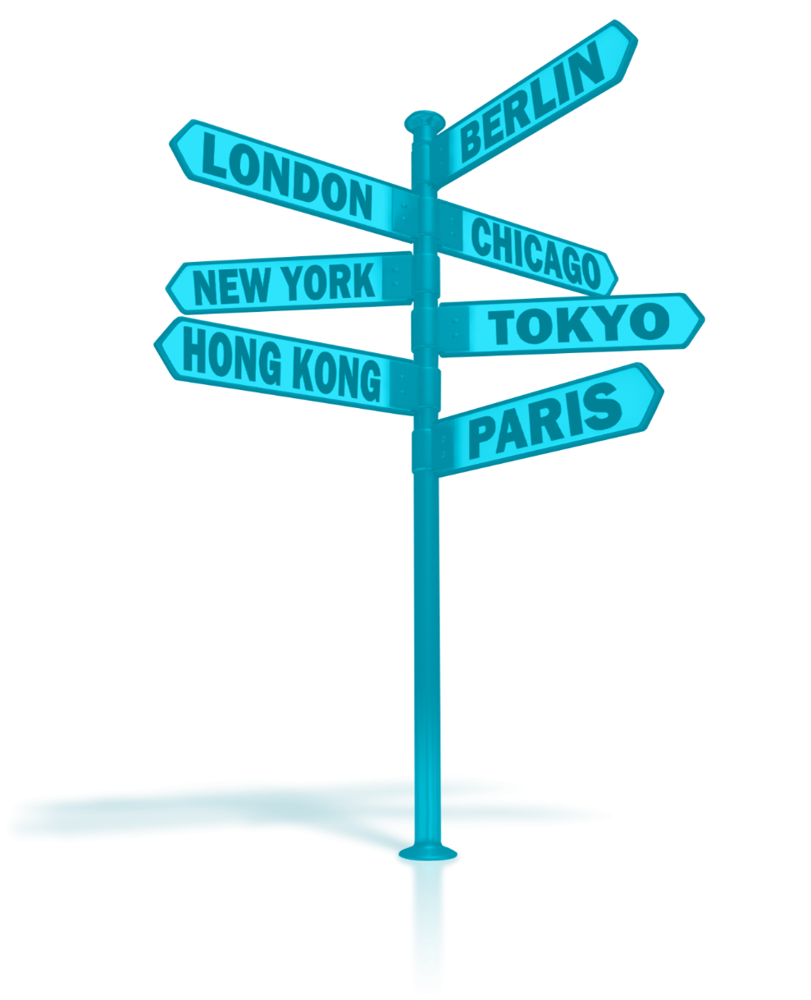 BERLIN
LONDON
CHICAGO
NEW YORK
TOKYO
HONG KONG
PARIS